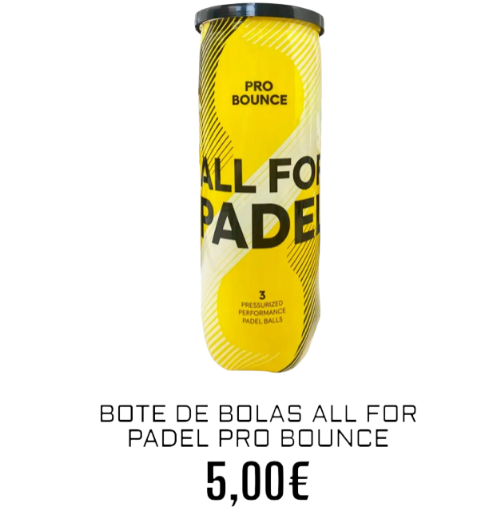 PRO
BOUNCE
ALL FOR
PADEL
3
PRESSURIZED
PERFORMANCE
PADEL BALLS
BOTE DE BOLAS ALL FOR
PADEL PRO BOUNCE
5,00€